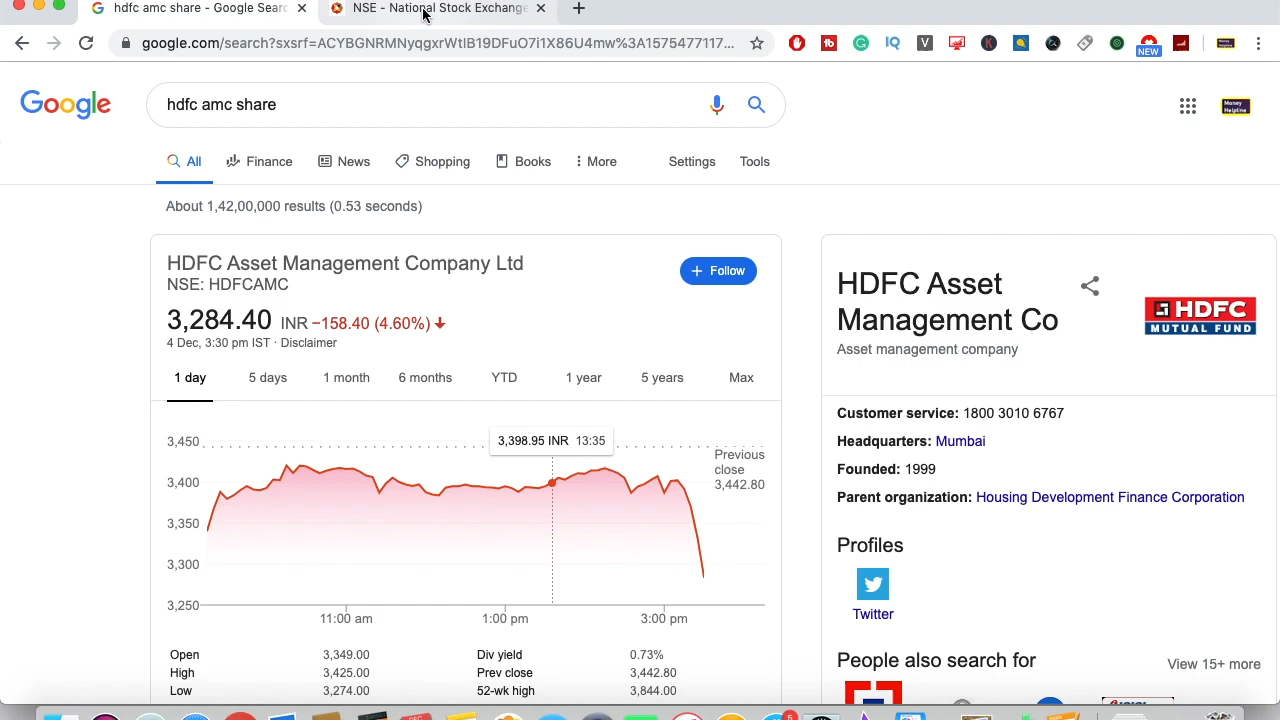 hdfc amc share - Google Searc
NSE - National Stock Exchange
google.com/search?sxsrf=ACYBGNRMNyqgxrWtlB19DFuO7i1X86U4mw%3A1575477117...
NEW
Google
hdfc amc share
Money Helpline
All
Finance
News
Shopping
Books
More
Settings
Tools
About 1,42,00,000 results (0.53 seconds)
HDFC Asset Management Company Ltd
NSE: HDFCAMC
Follow
3,284.40 INR −158.40 (4.60%)
4 Dec, 3:30 pm IST · Disclaimer
1 day
5 days
1 month
6 months
YTD
1 year
5 years
Max
3,450
3,400
3,350
3,300
3,250
3,398.95 INR 13:35
Previous
close
3,442.80
11:00 am
1:00 pm
3:00 pm
Open 3,349.00
High 3,425.00
Low 3,274.00
Div yield 0.73%
Prev close 3,442.80
52-wk high 3,844.00
HDFC Asset
Management Co
Asset management company
HDFC
MUTUAL FUND
Customer service: 1800 3010 6767
Headquarters: Mumbai
Founded: 1999
Parent organization: Housing Development Finance Corporation
Profiles
Twitter
People also search for
View 15+ more